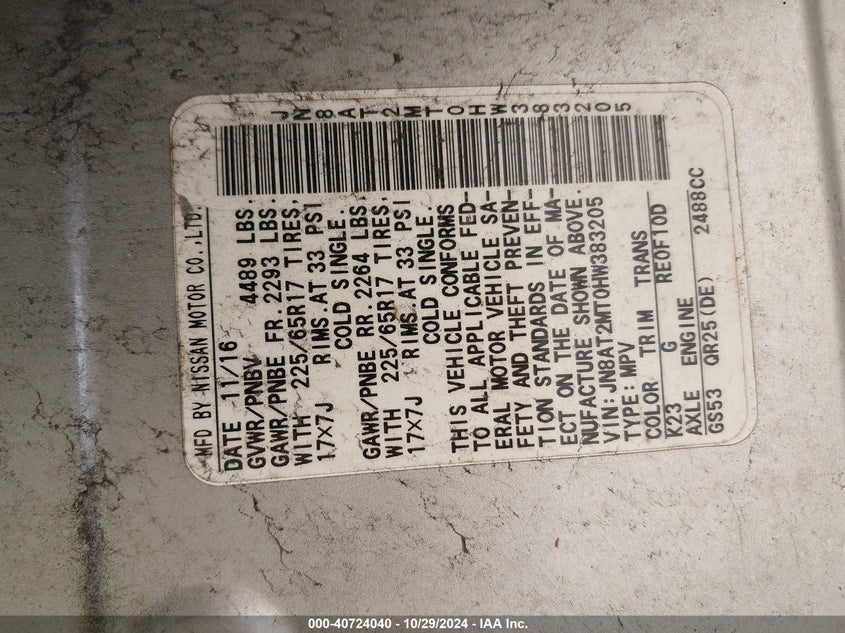 MFD BY NISSAN MOTOR CO.,LTD.
DATE 11/16
GVWR/PNBV 4489 LBS.
GAWR/PNBE FR.2293 LBS.
WITH 225/65R17 TIRES,
17X7J RIMS.AT 33 PSI
COLD SINGLE.
GAWR/PNBE RR.2264 LBS.
WITH 225/65R17 TIRES,
17X7J RIMS.AT 33 PSI
COLD SINGLE
THIS VEHICLE CONFORMS
TO ALL APPLICABLE FED-
ERAL MOTOR VEHICLE SA-
FETY AND THEFT PREVEN-
TION STANDARDS IN EFF-
ECT ON THE DATE OF MA-
NUFACTURE SHOWN ABOVE.
VIN:JN8AT2MT0HW383205
TYPE:MPV
COLOR TRIM TRANS
K23 G RE0F10D
AXLE ENGINE
GS53 QR25(DE) 2488CC
JN8AT2MT0HW383205
000-40724040 - 10/29/2024 - IAA Inc.